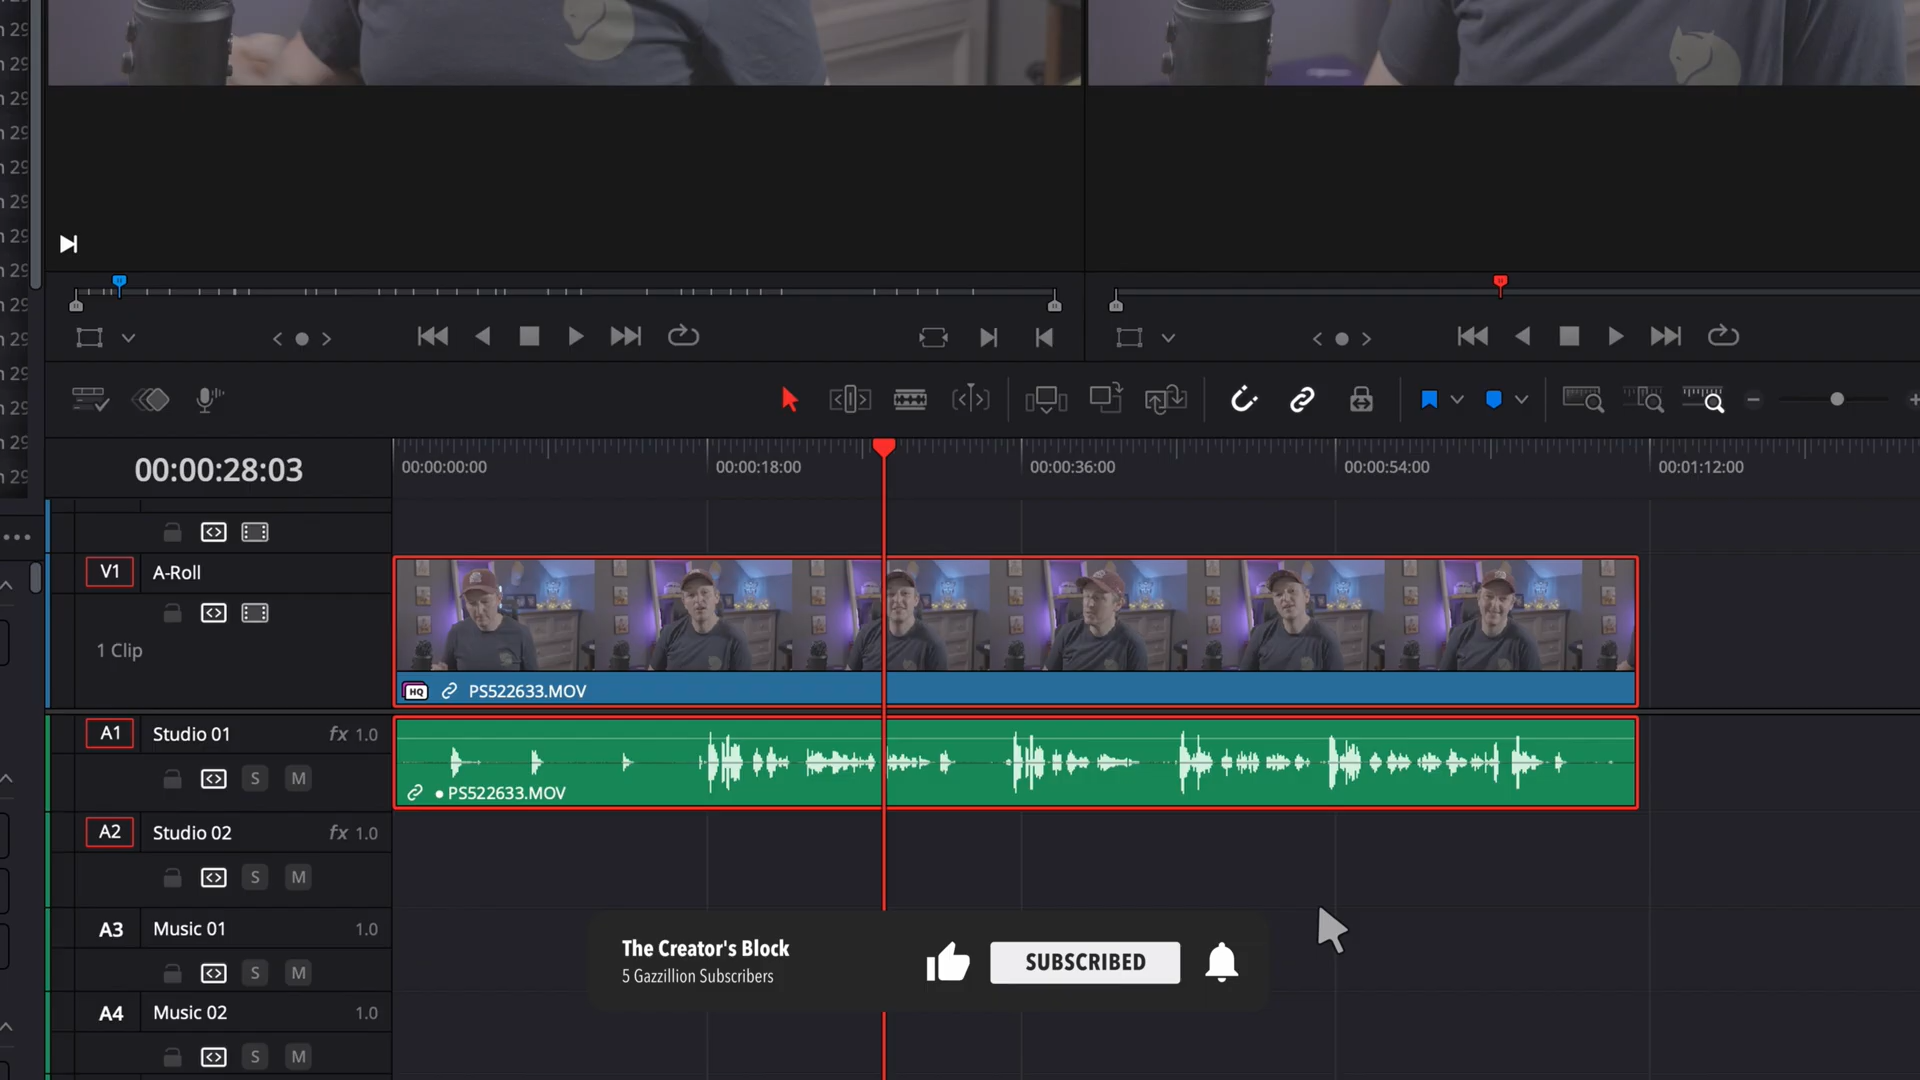 00:00:28:03
00:00:00:00
00:00:18:00
00:00:36:00
00:00:54:00
00:01:12:00
V1 A-Roll
1 Clip
HQ PS522633.MOV
A1 Studio 01 fx 1.0
S M
PS522633.MOV
A2 Studio 02 fx 1.0
S M
A3 Music 01 1.0
S M
The Creator's Block
5 Gazzillion Subscribers
SUBSCRIBED
A4 Music 02 1.0
S M